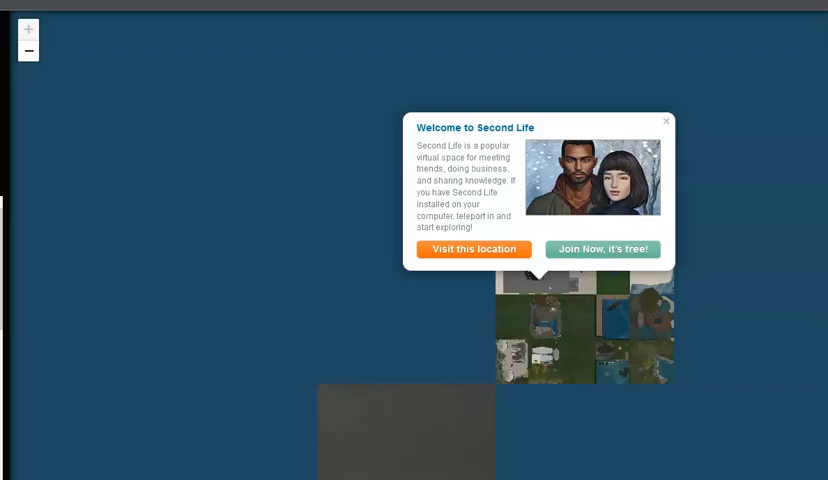 +
−
×
Welcome to Second Life
Second Life is a popular
virtual space for meeting
friends, doing business,
and sharing knowledge. If
you have Second Life
installed on your
computer, teleport in and
start exploring!
Visit this location
Join Now, it's free!